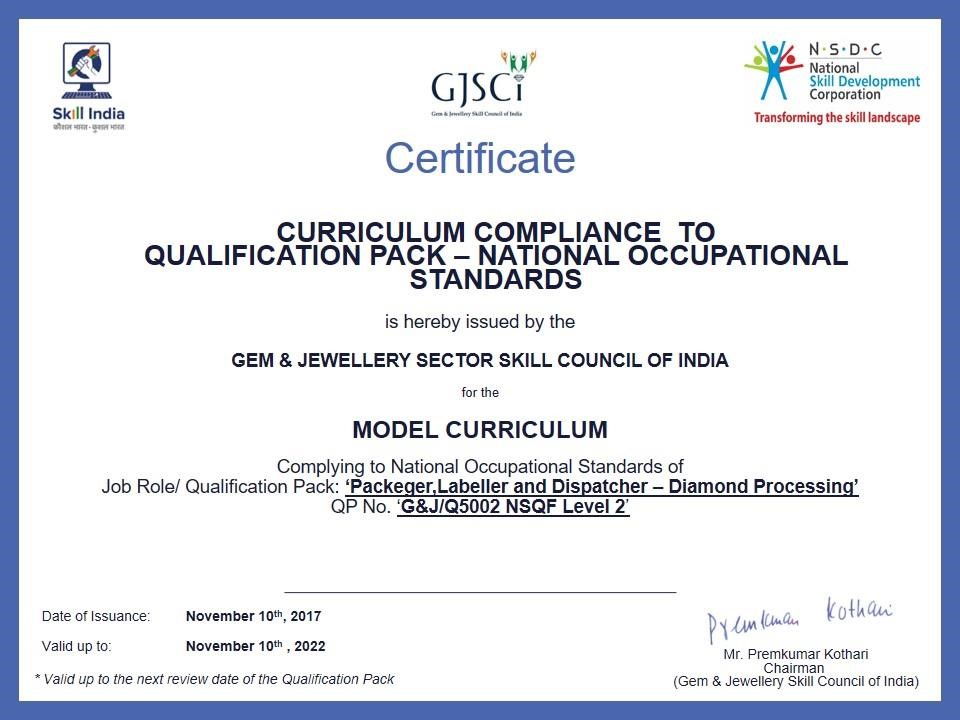 Skill India
कौशल भारत - कुशल भारत
GJSCi
Gem & Jewellery Skill Council of India
N·S·D·C
National
Skill Development
Corporation
Transforming the skill landscape
Certificate
CURRICULUM COMPLIANCE TO
QUALIFICATION PACK – NATIONAL OCCUPATIONAL
STANDARDS
is hereby issued by the
GEM & JEWELLERY SECTOR SKILL COUNCIL OF INDIA
for the
MODEL CURRICULUM
Complying to National Occupational Standards of
Job Role/ Qualification Pack: ‘Packeger,Labeller and Dispatcher – Diamond Processing’
QP No. ‘G&J/Q5002 NSQF Level 2’
Date of Issuance: November 10th, 2017
Valid up to: November 10th , 2022
* Valid up to the next review date of the Qualification Pack
Premkumar Kothari
Mr. Premkumar Kothari
Chairman
(Gem & Jewellery Skill Council of India)